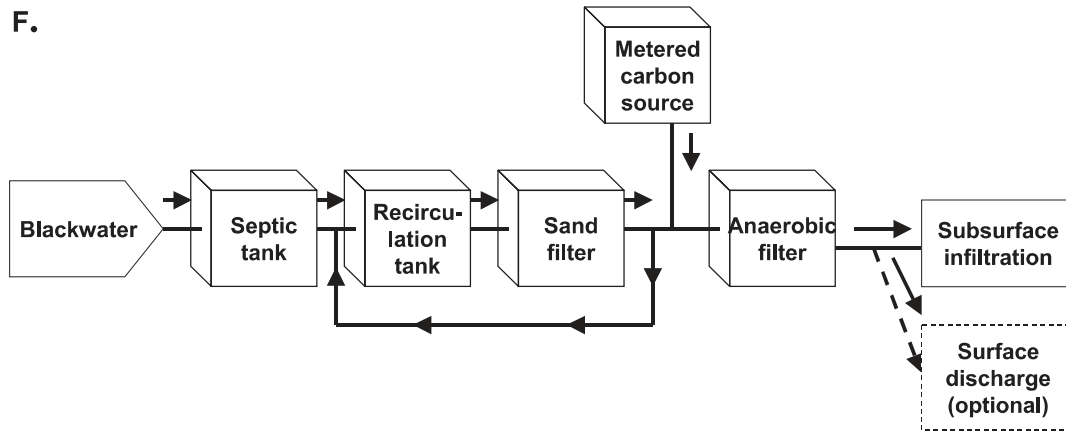 F.
Metered
carbon
source
Blackwater
Septic
tank
Recircu-
lation
tank
Sand
filter
Anaerobic
filter
Subsurface
infiltration
Surface
discharge
(optional)